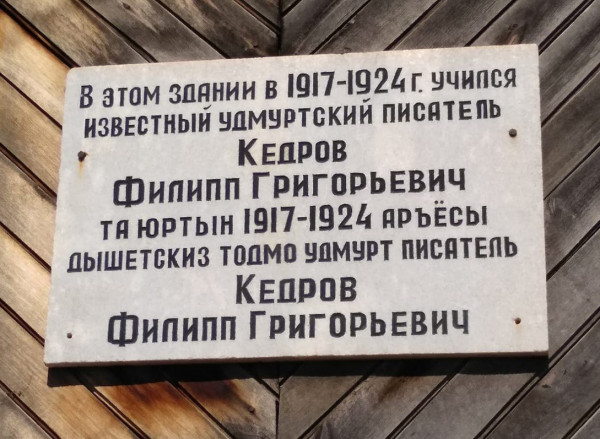 В ЭТОМ ЗДАНИИ В 1917-1924 Г. УЧИЛСЯ
ИЗВЕСТНЫЙ УДМУРТСКИЙ ПИСАТЕЛЬ
КЕДРОВ
ФИЛИПП ГРИГОРЬЕВИЧ
ТА ЮРТЫН 1917-1924 АРЪЁСЫ
ДЫШЕТСКИЗ ТОДМО УДМУРТ ПИСАТЕЛЬ
КЕДРОВ
ФИЛИПП ГРИГОРЬЕВИЧ